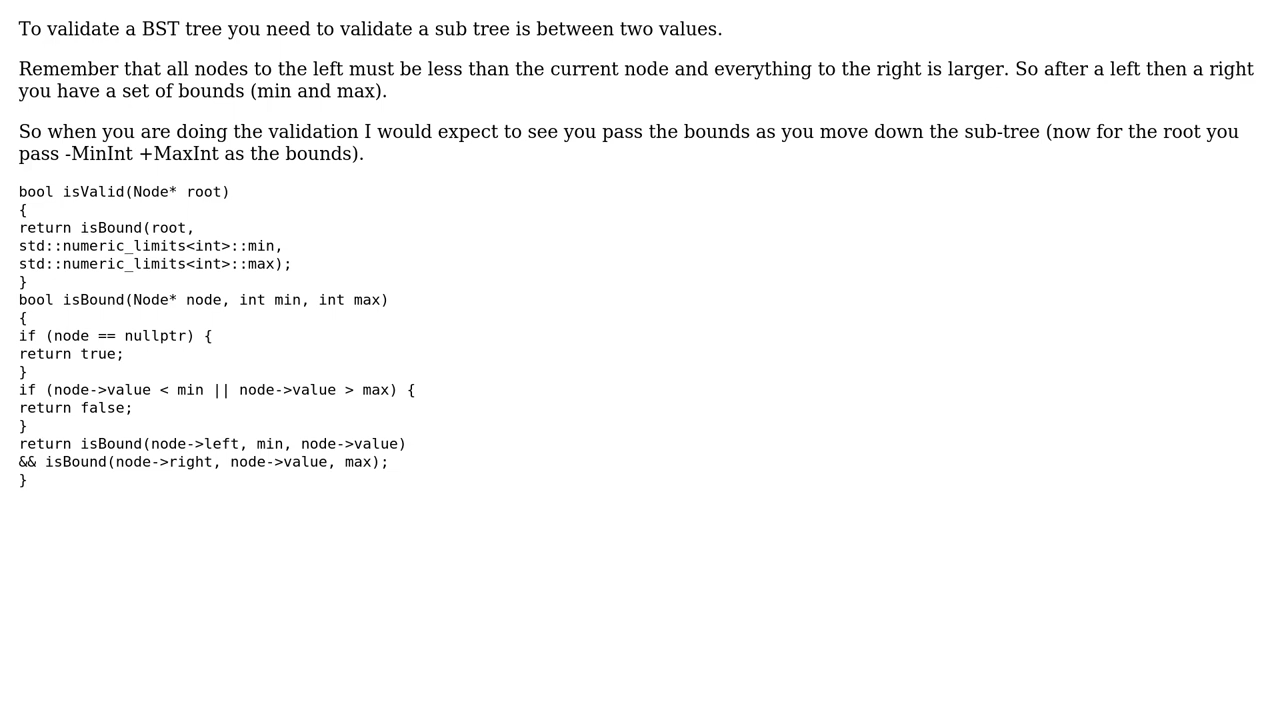 To validate a BST tree you need to validate a sub tree is between two values.
Remember that all nodes to the left must be less than the current node and everything to the right is larger. So after a left then a right
you have a set of bounds (min and max).
So when you are doing the validation I would expect to see you pass the bounds as you move down the sub-tree (now for the root you
pass -MinInt +MaxInt as the bounds).
bool isValid(Node* root)
{
return isBound(root,
std::numeric_limits<int>::min,
std::numeric_limits<int>::max);
}
bool isBound(Node* node, int min, int max)
{
if (node == nullptr) {
return true;
}
if (node->value < min || node->value > max) {
return false;
}
return isBound(node->left, min, node->value)
&& isBound(node->right, node->value, max);
}